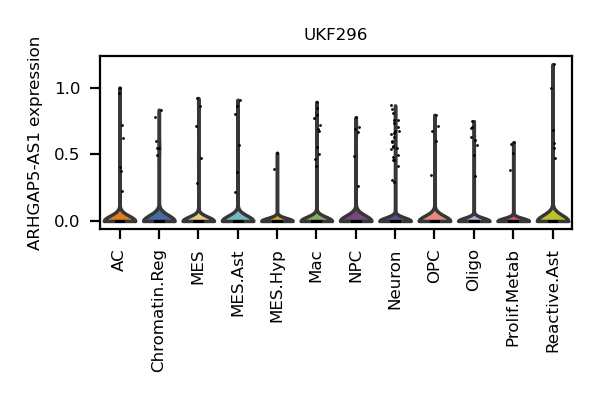 UKF296
ARHGAP5-AS1 expression
1.0
0.5
0.0
AC
Chromatin.Reg
MES
MES.Ast
MES.Hyp
Mac
NPC
Neuron
OPC
Oligo
Prolif.Metab
Reactive.Ast